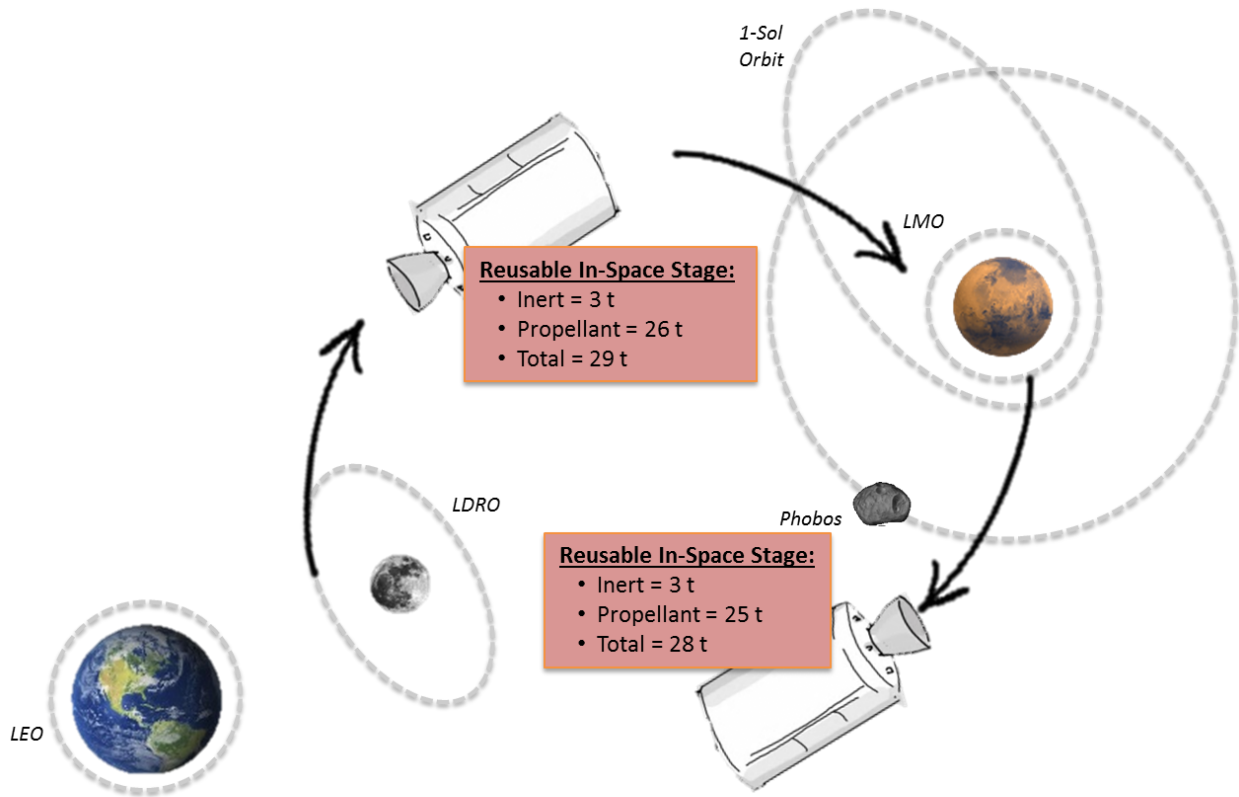 1-Sol
Orbit
LMO
Reusable In-Space Stage:
• Inert = 3 t
• Propellant = 26 t
• Total = 29 t
LDRO
Phobos
Reusable In-Space Stage:
• Inert = 3 t
• Propellant = 25 t
• Total = 28 t
LEO